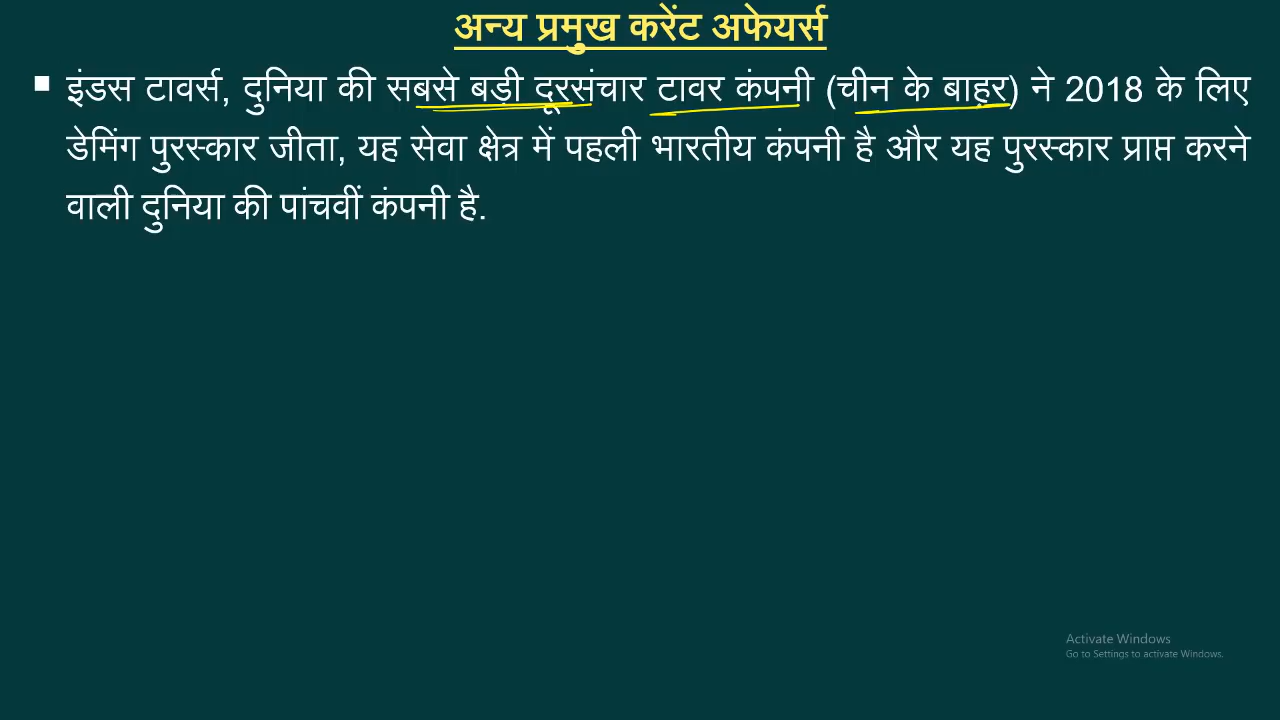 अन्य प्रमुख करेंट अफेयर्स
▪ इंडस टावर्स, दुनिया की सबसे बड़ी दूरसंचार टावर कंपनी (चीन के बाहर) ने 2018 के लिए
डेमिंग पुरस्कार जीता, यह सेवा क्षेत्र में पहली भारतीय कंपनी है और यह पुरस्कार प्राप्त करने
वाली दुनिया की पांचवीं कंपनी है.
Activate Windows
Go to Settings to activate Windows.